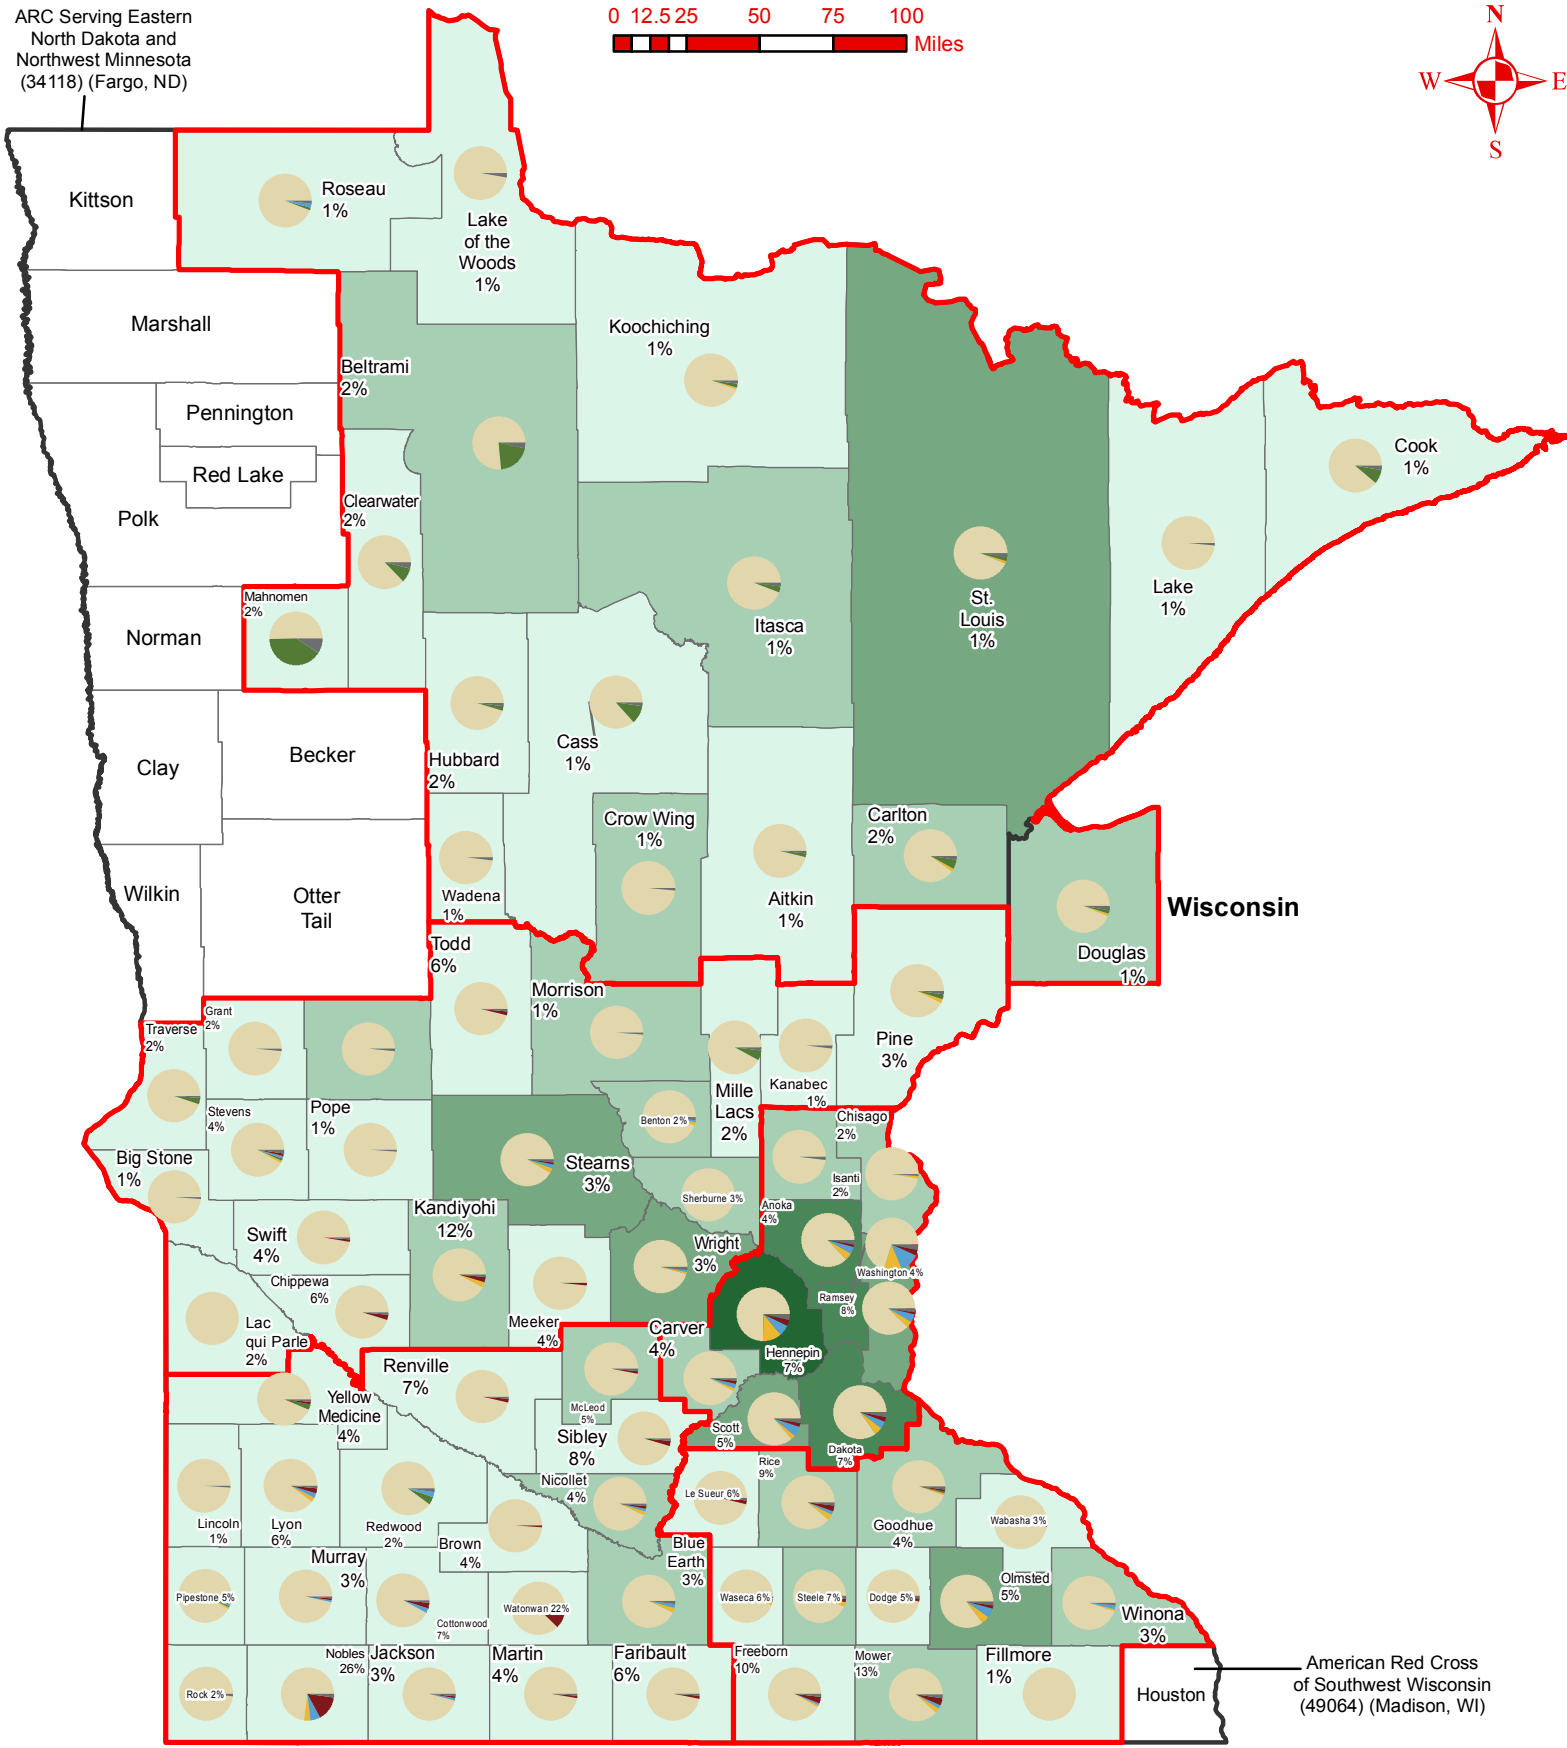 ARC Serving Eastern
North Dakota and
Northwest Minnesota
(34118) (Fargo, ND)
0 12.5 25 50 75 100
Miles
N
W E
S
Kittson
Roseau
1%
Lake
of the
Woods
1%
Marshall
Koochiching
1%
Beltrami
2%
Pennington
Red Lake
Polk
Clearwater
2%
Cook
1%
Lake
1%
St.
Louis
1%
Itasca
1%
Mahnomen
2%
Norman
Becker
Clay
Hubbard
2%
Cass
1%
Crow Wing
1%
Carlton
2%
Wilkin
Otter
Tail
Wadena
1%
Aitkin
1%
Wisconsin
Douglas
1%
Todd
6%
Morrison
1%
Grant
2%
Traverse
2%
Pine
3%
Mille
Lacs
2%
Kanabec
1%
Stevens
4%
Pope
1%
Benton 2%
Chisago
2%
Big Stone
1%
Stearns
3%
Isanti
2%
Sherburne 3%
Anoka
4%
Kandiyohi
12%
Swift
4%
Wright
3%
Washington 4%
Chippewa
6%
Ramsey
8%
Lac
qui Parle
2%
Meeker
4%
Carver
4%
Hennepin
7%
Renville
7%
Yellow
Medicine
4%
McLeod
5%
Sibley
8%
Scott
5%
Dakota
7%
Rice
9%
Nicollet
4%
Le Sueur 6%
Lincoln
1%
Lyon
6%
Redwood
2%
Goodhue
4%
Wabasha 3%
Brown
4%
Blue
Earth
3%
Murray
3%
Olmsted
5%
Pipestone 5%
Cottonwood
7%
Watonwan 22%
Waseca 6%
Steele 7%
Dodge 5%
Winona
3%
Nobles
26%
Jackson
3%
Martin
4%
Faribault
6%
Freeborn
10%
Mower
13%
Fillmore
1%
Rock 2%
Houston
American Red Cross
of Southwest Wisconsin
(49064) (Madison, WI)